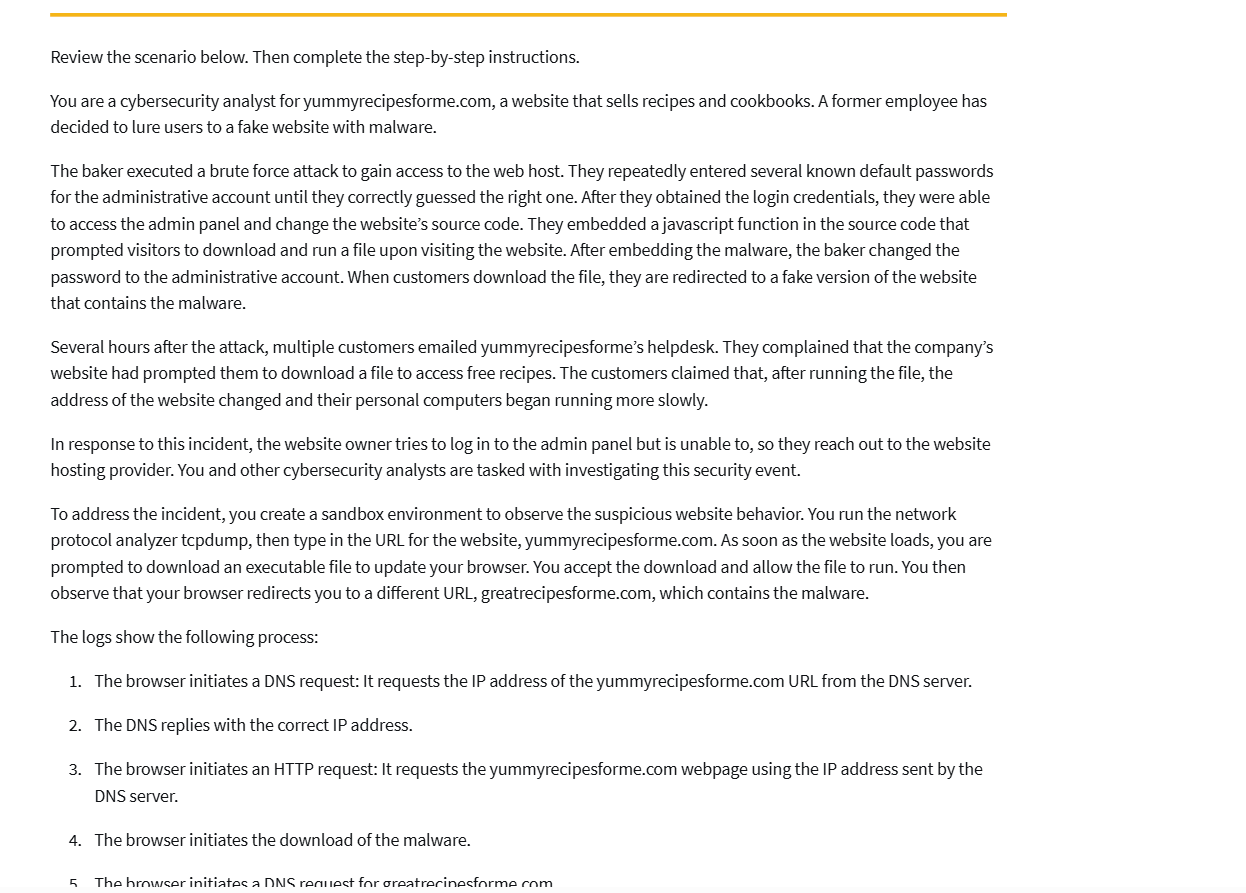 Review the scenario below. Then complete the step-by-step instructions.
You are a cybersecurity analyst for yummyrecipesforme.com, a website that sells recipes and cookbooks. A former employee has
decided to lure users to a fake website with malware.
The baker executed a brute force attack to gain access to the web host. They repeatedly entered several known default passwords
for the administrative account until they correctly guessed the right one. After they obtained the login credentials, they were able
to access the admin panel and change the website’s source code. They embedded a javascript function in the source code that
prompted visitors to download and run a file upon visiting the website. After embedding the malware, the baker changed the
password to the administrative account. When customers download the file, they are redirected to a fake version of the website
that contains the malware.
Several hours after the attack, multiple customers emailed yummyrecipesforme’s helpdesk. They complained that the company’s
website had prompted them to download a file to access free recipes. The customers claimed that, after running the file, the
address of the website changed and their personal computers began running more slowly.
In response to this incident, the website owner tries to log in to the admin panel but is unable to, so they reach out to the website
hosting provider. You and other cybersecurity analysts are tasked with investigating this security event.
To address the incident, you create a sandbox environment to observe the suspicious website behavior. You run the network
protocol analyzer tcpdump, then type in the URL for the website, yummyrecipesforme.com. As soon as the website loads, you are
prompted to download an executable file to update your browser. You accept the download and allow the file to run. You then
observe that your browser redirects you to a different URL, greatrecipesforme.com, which contains the malware.
The logs show the following process:
1. The browser initiates a DNS request: It requests the IP address of the yummyrecipesforme.com URL from the DNS server.
2. The DNS replies with the correct IP address.
3. The browser initiates an HTTP request: It requests the yummyrecipesforme.com webpage using the IP address sent by the
DNS server.
4. The browser initiates the download of the malware.
5. The browser initiates a DNS request for greatrecipesforme.com